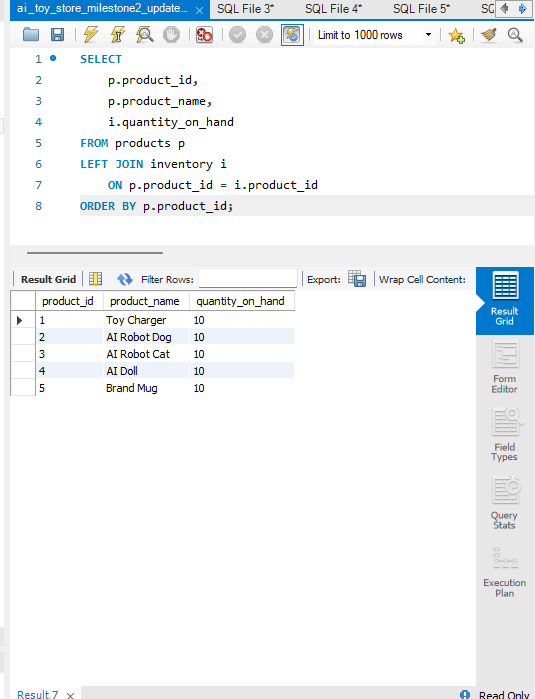 ai_toy_store_milestone2_update... × SQL File 3* SQL File 4* SQL File 5* SC
Limit to 1000 rows
1 SELECT
2 p.product_id,
3 p.product_name,
4 i.quantity_on_hand
5 FROM products p
6 LEFT JOIN inventory i
7 ON p.product_id = i.product_id
8 ORDER BY p.product_id;
Result Grid Filter Rows: Export: Wrap Cell Content:
product_id product_name quantity_on_hand
1 Toy Charger 10
2 AI Robot Dog 10
3 AI Robot Cat 10
4 AI Doll 10
5 Brand Mug 10
Result
Grid
Form
Editor
Field
Types
Query
Stats
Execution
Plan
Result 7 × Read Only